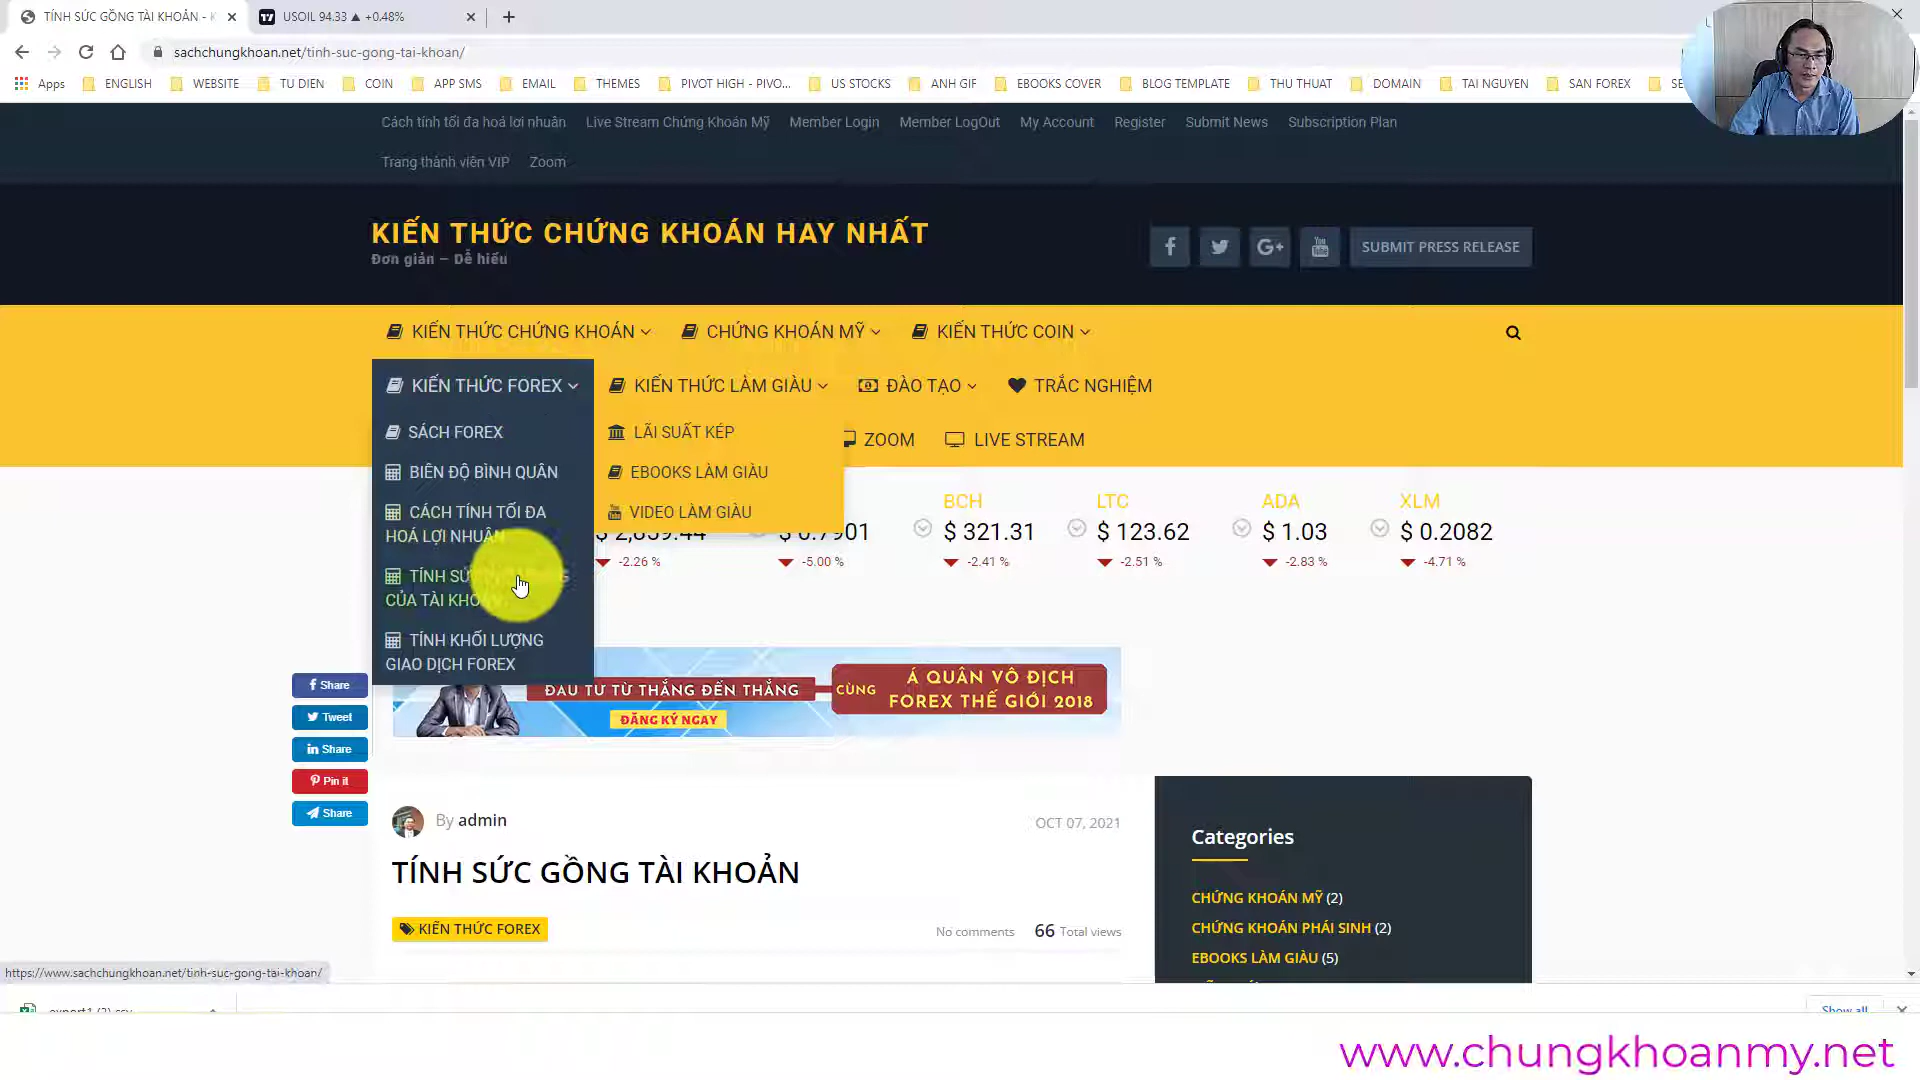 TÍNH SỨC GỒNG TÀI KHOẢN - K
USOIL 94.33 ▲ +0.48%
sachchungkhoan.net/tinh-suc-gong-tai-khoan/
Apps ENGLISH WEBSITE TU DIEN COIN APP SMS EMAIL THEMES PIVOT HIGH - PIVO... US STOCKS ANH GIF EBOOKS COVER BLOG TEMPLATE THU THUAT DOMAIN TAI NGUYEN SAN FOREX
Cách tính tối đa hoá lợi nhuận Live Stream Chứng Khoán Mỹ Member Login Member LogOut My Account Register Submit News Subscription Plan
Trang thành viên VIP Zoom
KIẾN THỨC CHỨNG KHOÁN HAY NHẤT
Đơn giản – Dễ hiểu
G+
You
SUBMIT PRESS RELEASE
KIẾN THỨC CHỨNG KHOÁN CHỨNG KHOÁN MỸ KIẾN THỨC COIN
KIẾN THỨC FOREX KIẾN THỨC LÀM GIÀU ĐÀO TẠO TRẮC NGHIỆM
SÁCH FOREX
BIÊN ĐỘ BÌNH QUÂN
CÁCH TÍNH TỐI ĐA
HOÁ LỢI NHUẬN
TÍNH
CỦA TÀI
TÍNH KHỐI LƯỢNG
GIAO DỊCH FOREX
LÃI SUẤT KÉP
EBOOKS LÀM GIÀU
VIDEO LÀM GIÀU
ZOOM LIVE STREAM
BCH LTC ADA XLM
$ 321.31 $ 123.62 $ 1.03 $ 0.2082
-2.26 % -5.00 % -2.41 % -2.51 % -2.83 % -4.71 %
ĐẦU TƯ TỪ THẮNG ĐẾN THẮNG
ĐĂNG KÝ NGAY
CÙNG
Á QUÂN VÔ ĐỊCH
FOREX THẾ GIỚI 2018
Share
Tweet
Share
Pin it
Share
By admin
OCT 07, 2021
TÍNH SỨC GỒNG TÀI KHOẢN
KIẾN THỨC FOREX
No comments 66 Total views
Categories
CHỨNG KHOÁN MỸ (2)
CHỨNG KHOÁN PHÁI SINH (2)
EBOOKS LÀM GIÀU (5)
https://www.sachchungkhoan.net/tinh-suc-gong-tai-khoan/
export1 (2).csv
Show all
www.chungkhoanmy.net